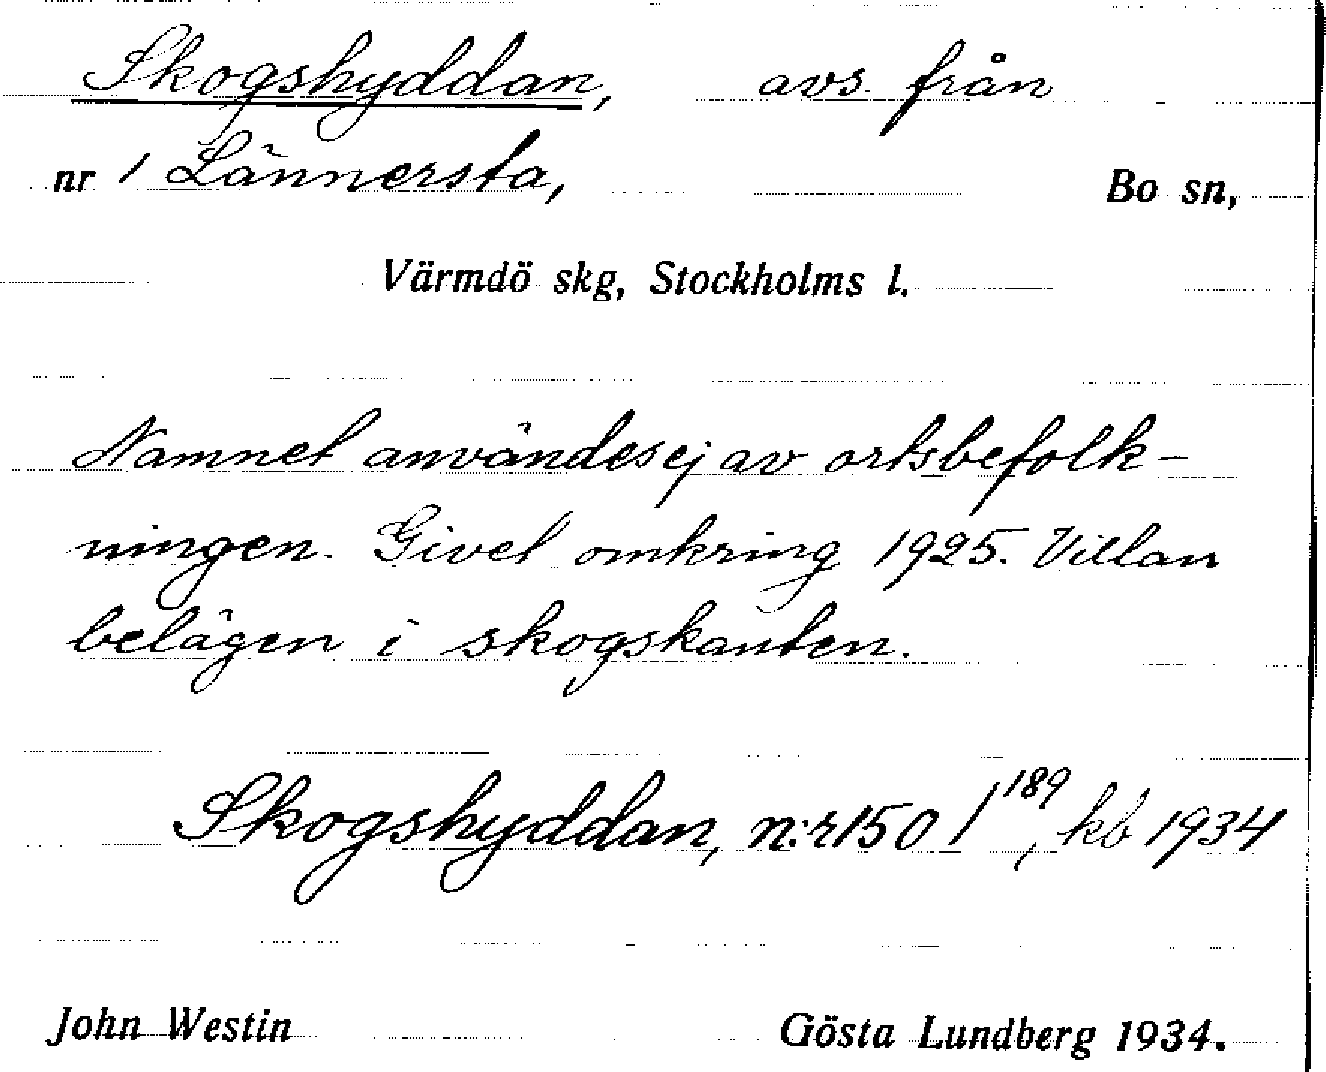 Skogshyddan, avs. från
nr 1 Lännersta, Bo sn,
Värmdö skg, Stockholms l.
Namnet användes ej av ortsbefolk-
ningen. Givet omkring 1925. Villan
belägen i skogskanten.
Skogshyddan, n:r 150 1^189, kb 1934
John Westin Gösta Lundberg 1934.